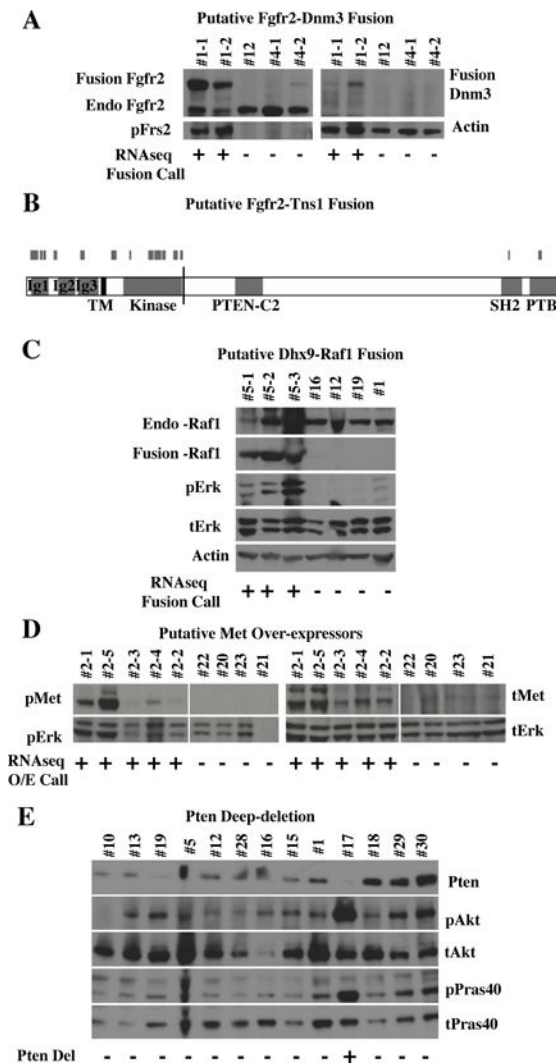 A
Putative Fgfr2-Dnm3 Fusion
#1-1 #1-2 #12 #4-1 #4-2 #1-1 #1-2 #12 #4-1 #4-2
Fusion Fgfr2
Fusion Dnm3
Endo Fgfr2
pFrs2
Actin
RNAseq Fusion Call
+ + - - - + + - - -
B
Putative Fgfr2-Tns1 Fusion
Ig1 Ig2 Ig3
TM Kinase PTEN-C2 SH2 PTB
C
Putative Dhx9-Raf1 Fusion
#5-1 #5-2 #5-3 #16 #12 #19 #1
Endo -Raf1
Fusion -Raf1
pErk
tErk
Actin
RNAseq Fusion Call
+ + + - - - -
D
Putative Met Over-expressors
#2-1 #2-5 #2-3 #2-4 #2-2 #22 #20 #23 #21 #2-1 #2-5 #2-3 #2-4 #2-2 #22 #20 #23 #21
pMet
tMet
pErk
tErk
RNAseq O/E Call
+ + + + + - - - - + + + + + - - - -
E
Pten Deep-deletion
#10 #13 #19 #5 #12 #28 #16 #15 #1 #17 #18 #29 #30
Pten
pAkt
tAkt
pPras40
tPras40
Pten Del
- - - - - - - - - + - - -